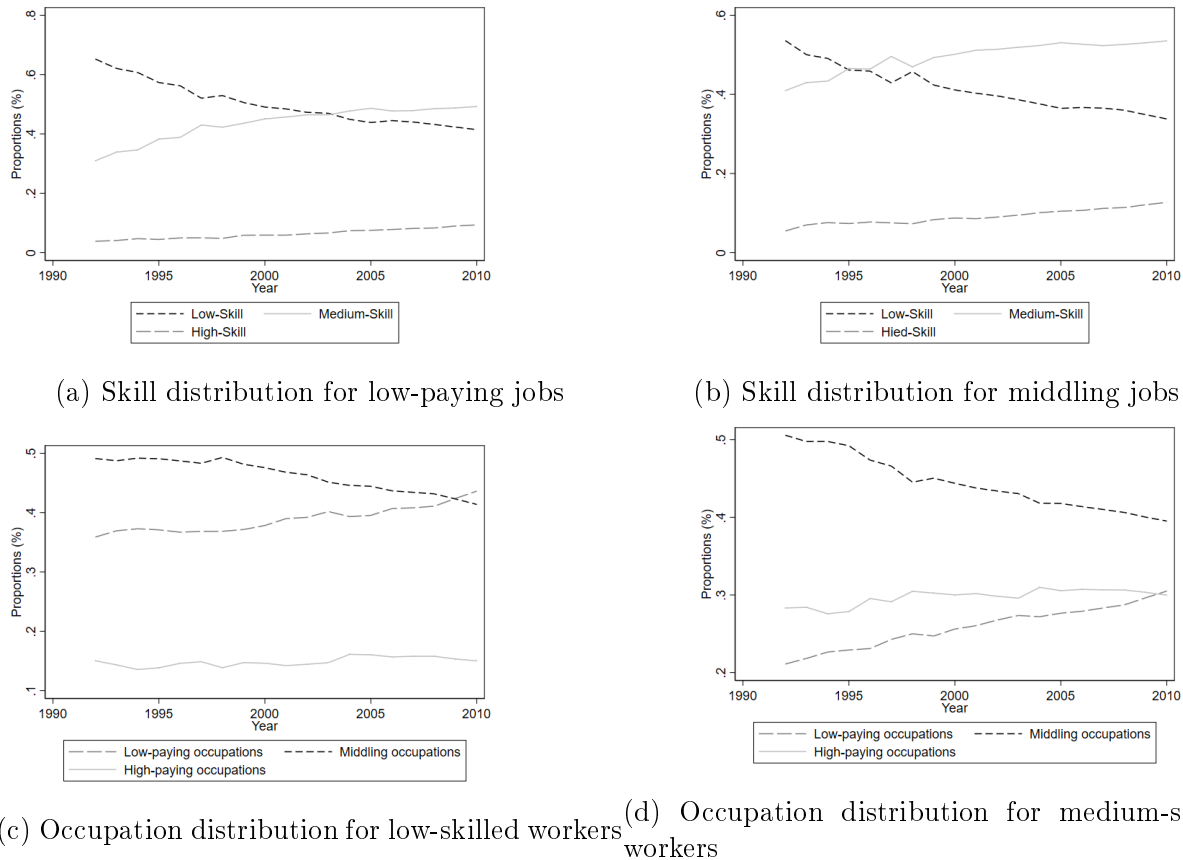 .8
.6
.4
.2
0
Proportions (%)
1990 1995 2000 2005 2010
Year
Low-Skill Medium-Skill
High-Skill
(a) Skill distribution for low-paying jobs
.6
.4
.2
0
Proportions (%)
1990 1995 2000 2005 2010
Year
Low-Skill Medium-Skill
Hied-Skill
(b) Skill distribution for middling jobs
.5
.4
.3
.2
.1
Proportions (%)
1990 1995 2000 2005 2010
Year
Low-paying occupations Middling occupations
High-paying occupations
(c) Occupation distribution for low-skilled workers
.5
.4
.3
.2
Proportions (%)
1990 1995 2000 2005 2010
Year
Low-paying occupations Middling occupations
High-paying occupations
(d) Occupation distribution for medium-s
workers